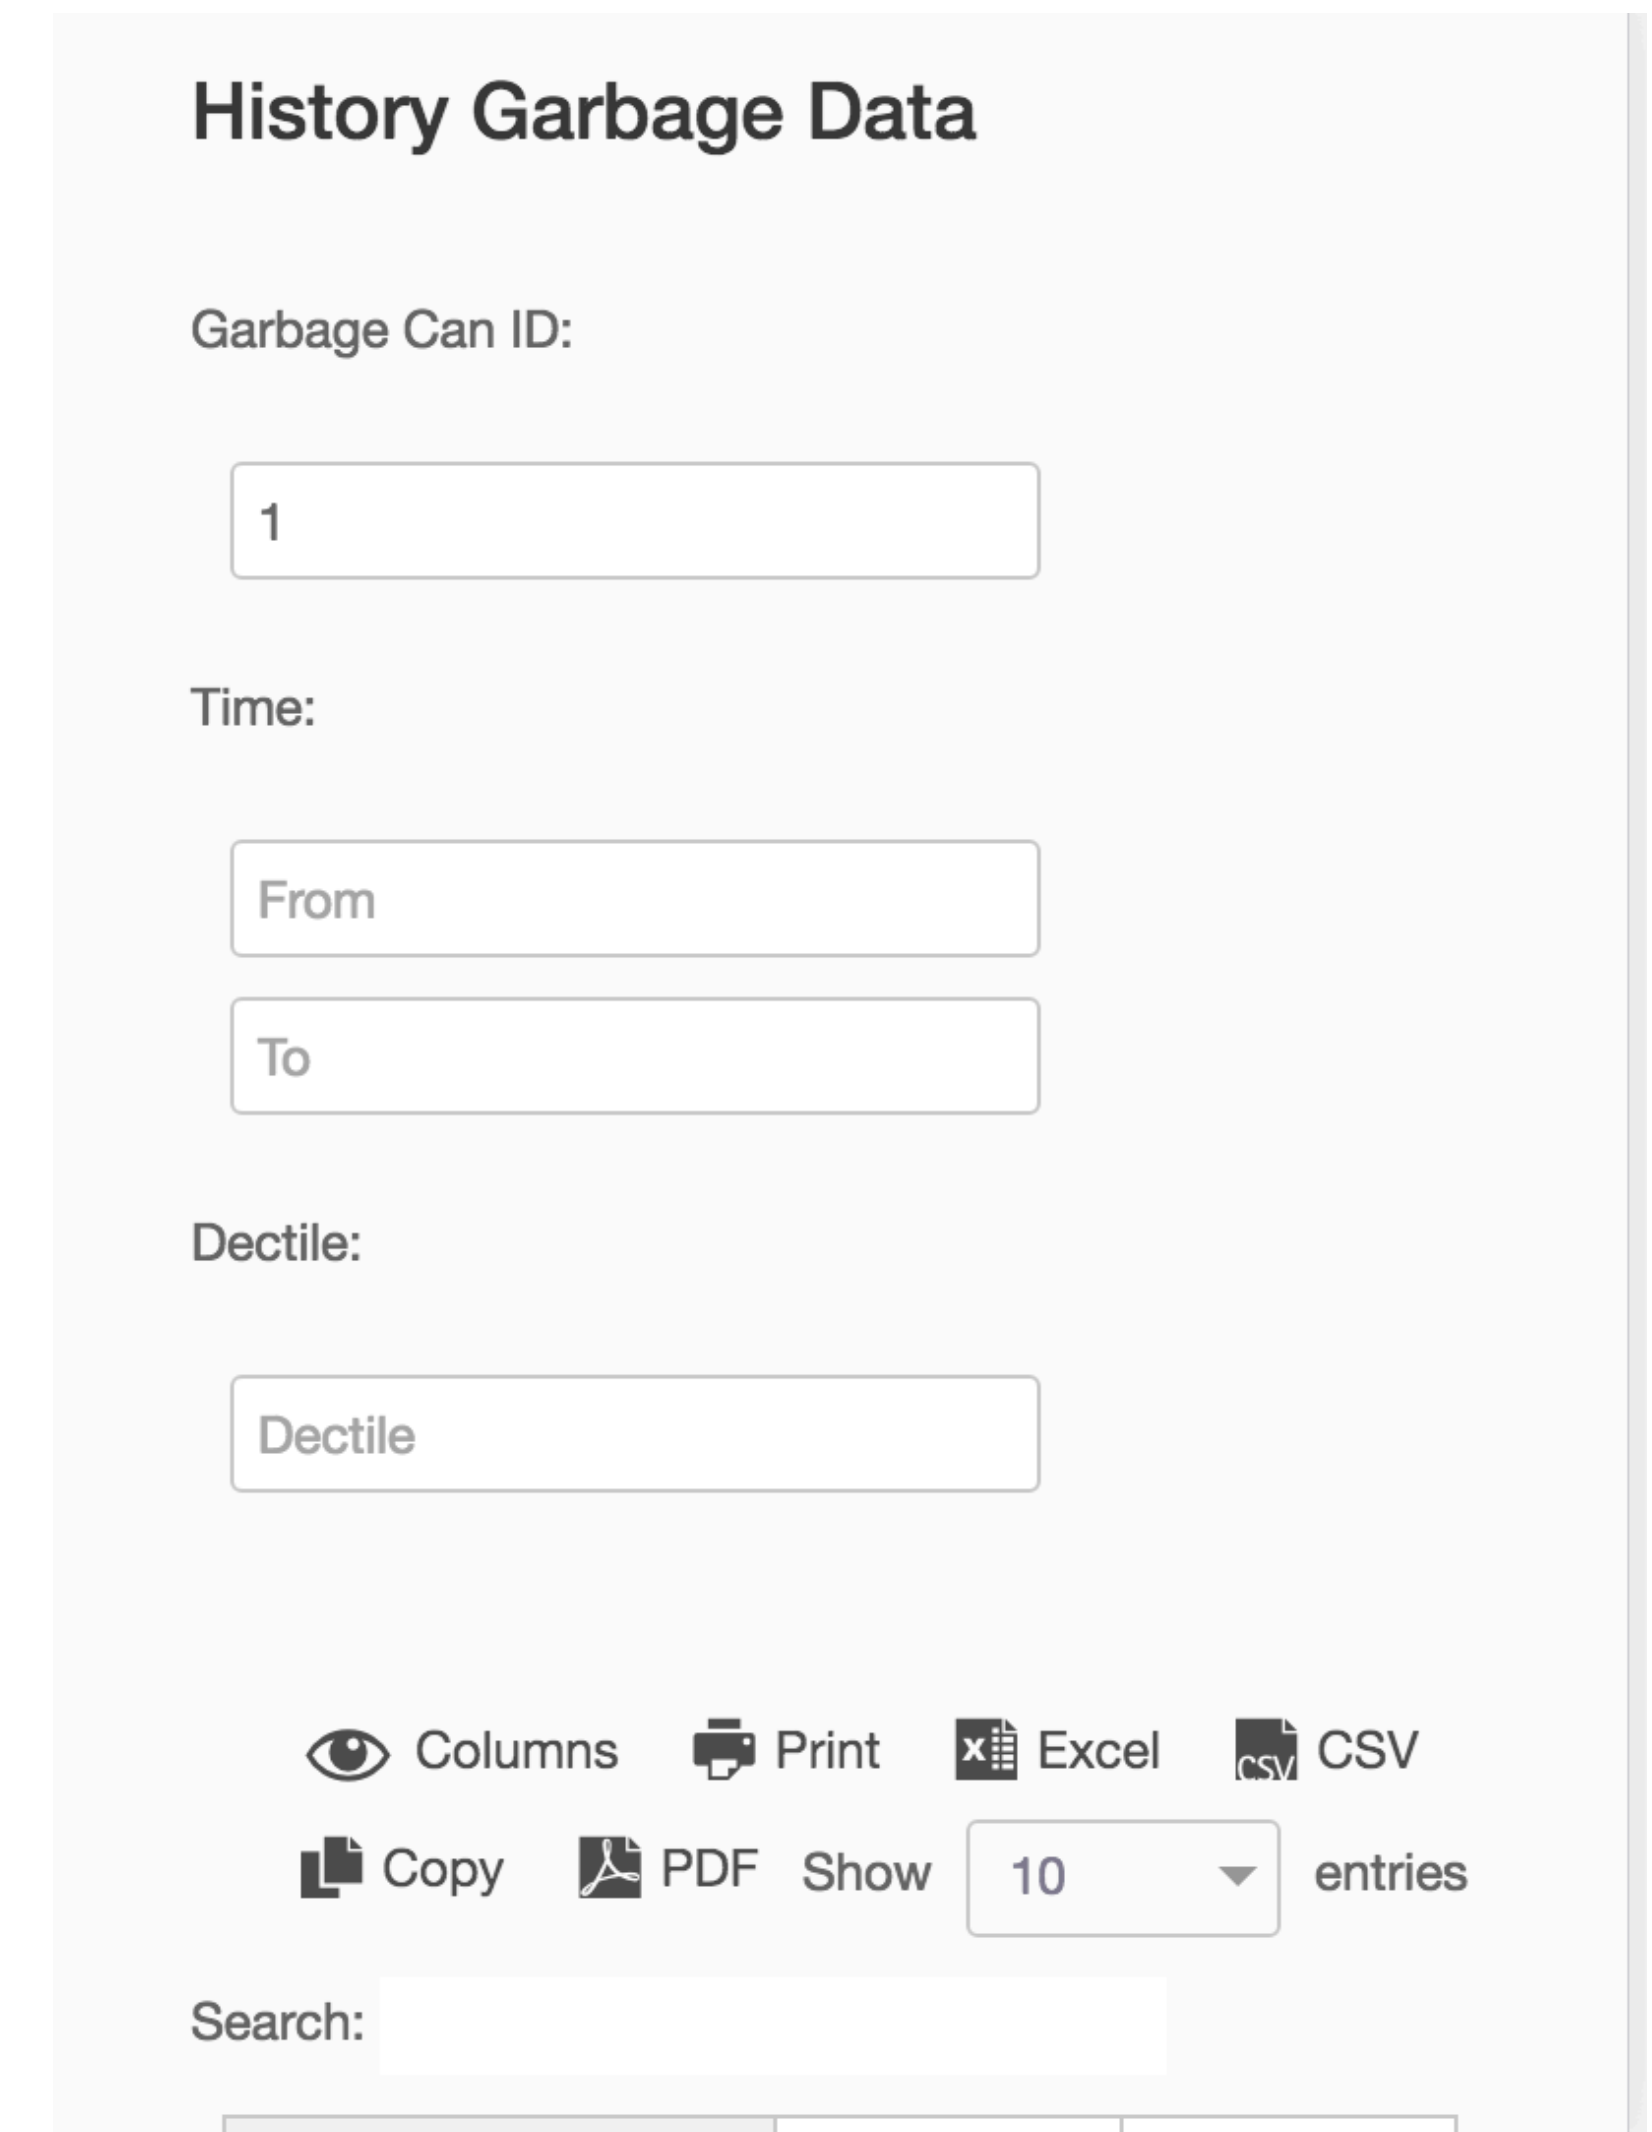 History Garbage Data
Garbage Can ID:
1
Time:
From
To
Dectile:
Dectile
Columns Print Excel CSV CSV
Copy PDF Show 10 entries
Search: